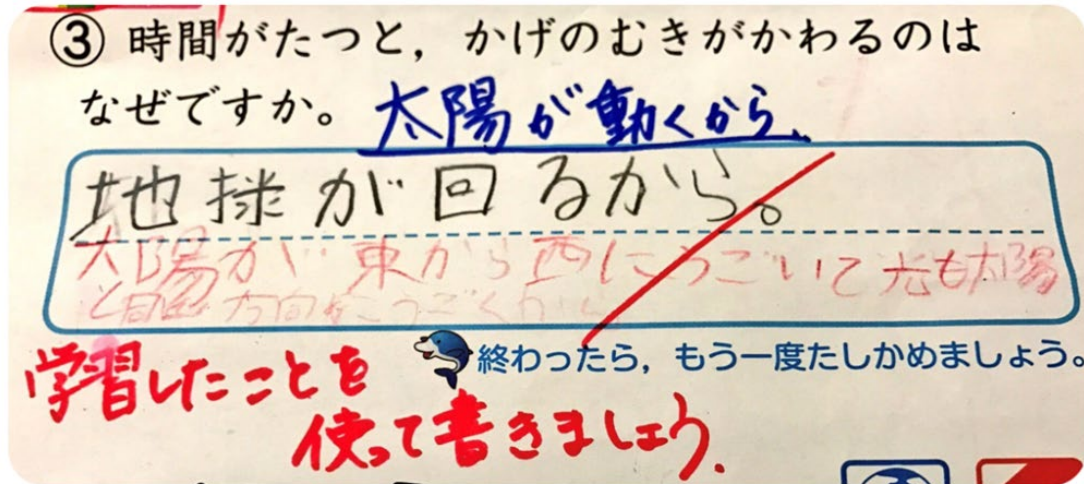 ③ 時間がたつと，かげのむきがかわるのは
なぜですか。
太陽が動くから、
地球が回るから。
太陽が東から西にうごいて光も太陽
と同じ方向にうごくから
学習したことを
使って書きましょう.
終わったら，もう一度たしかめましょう。